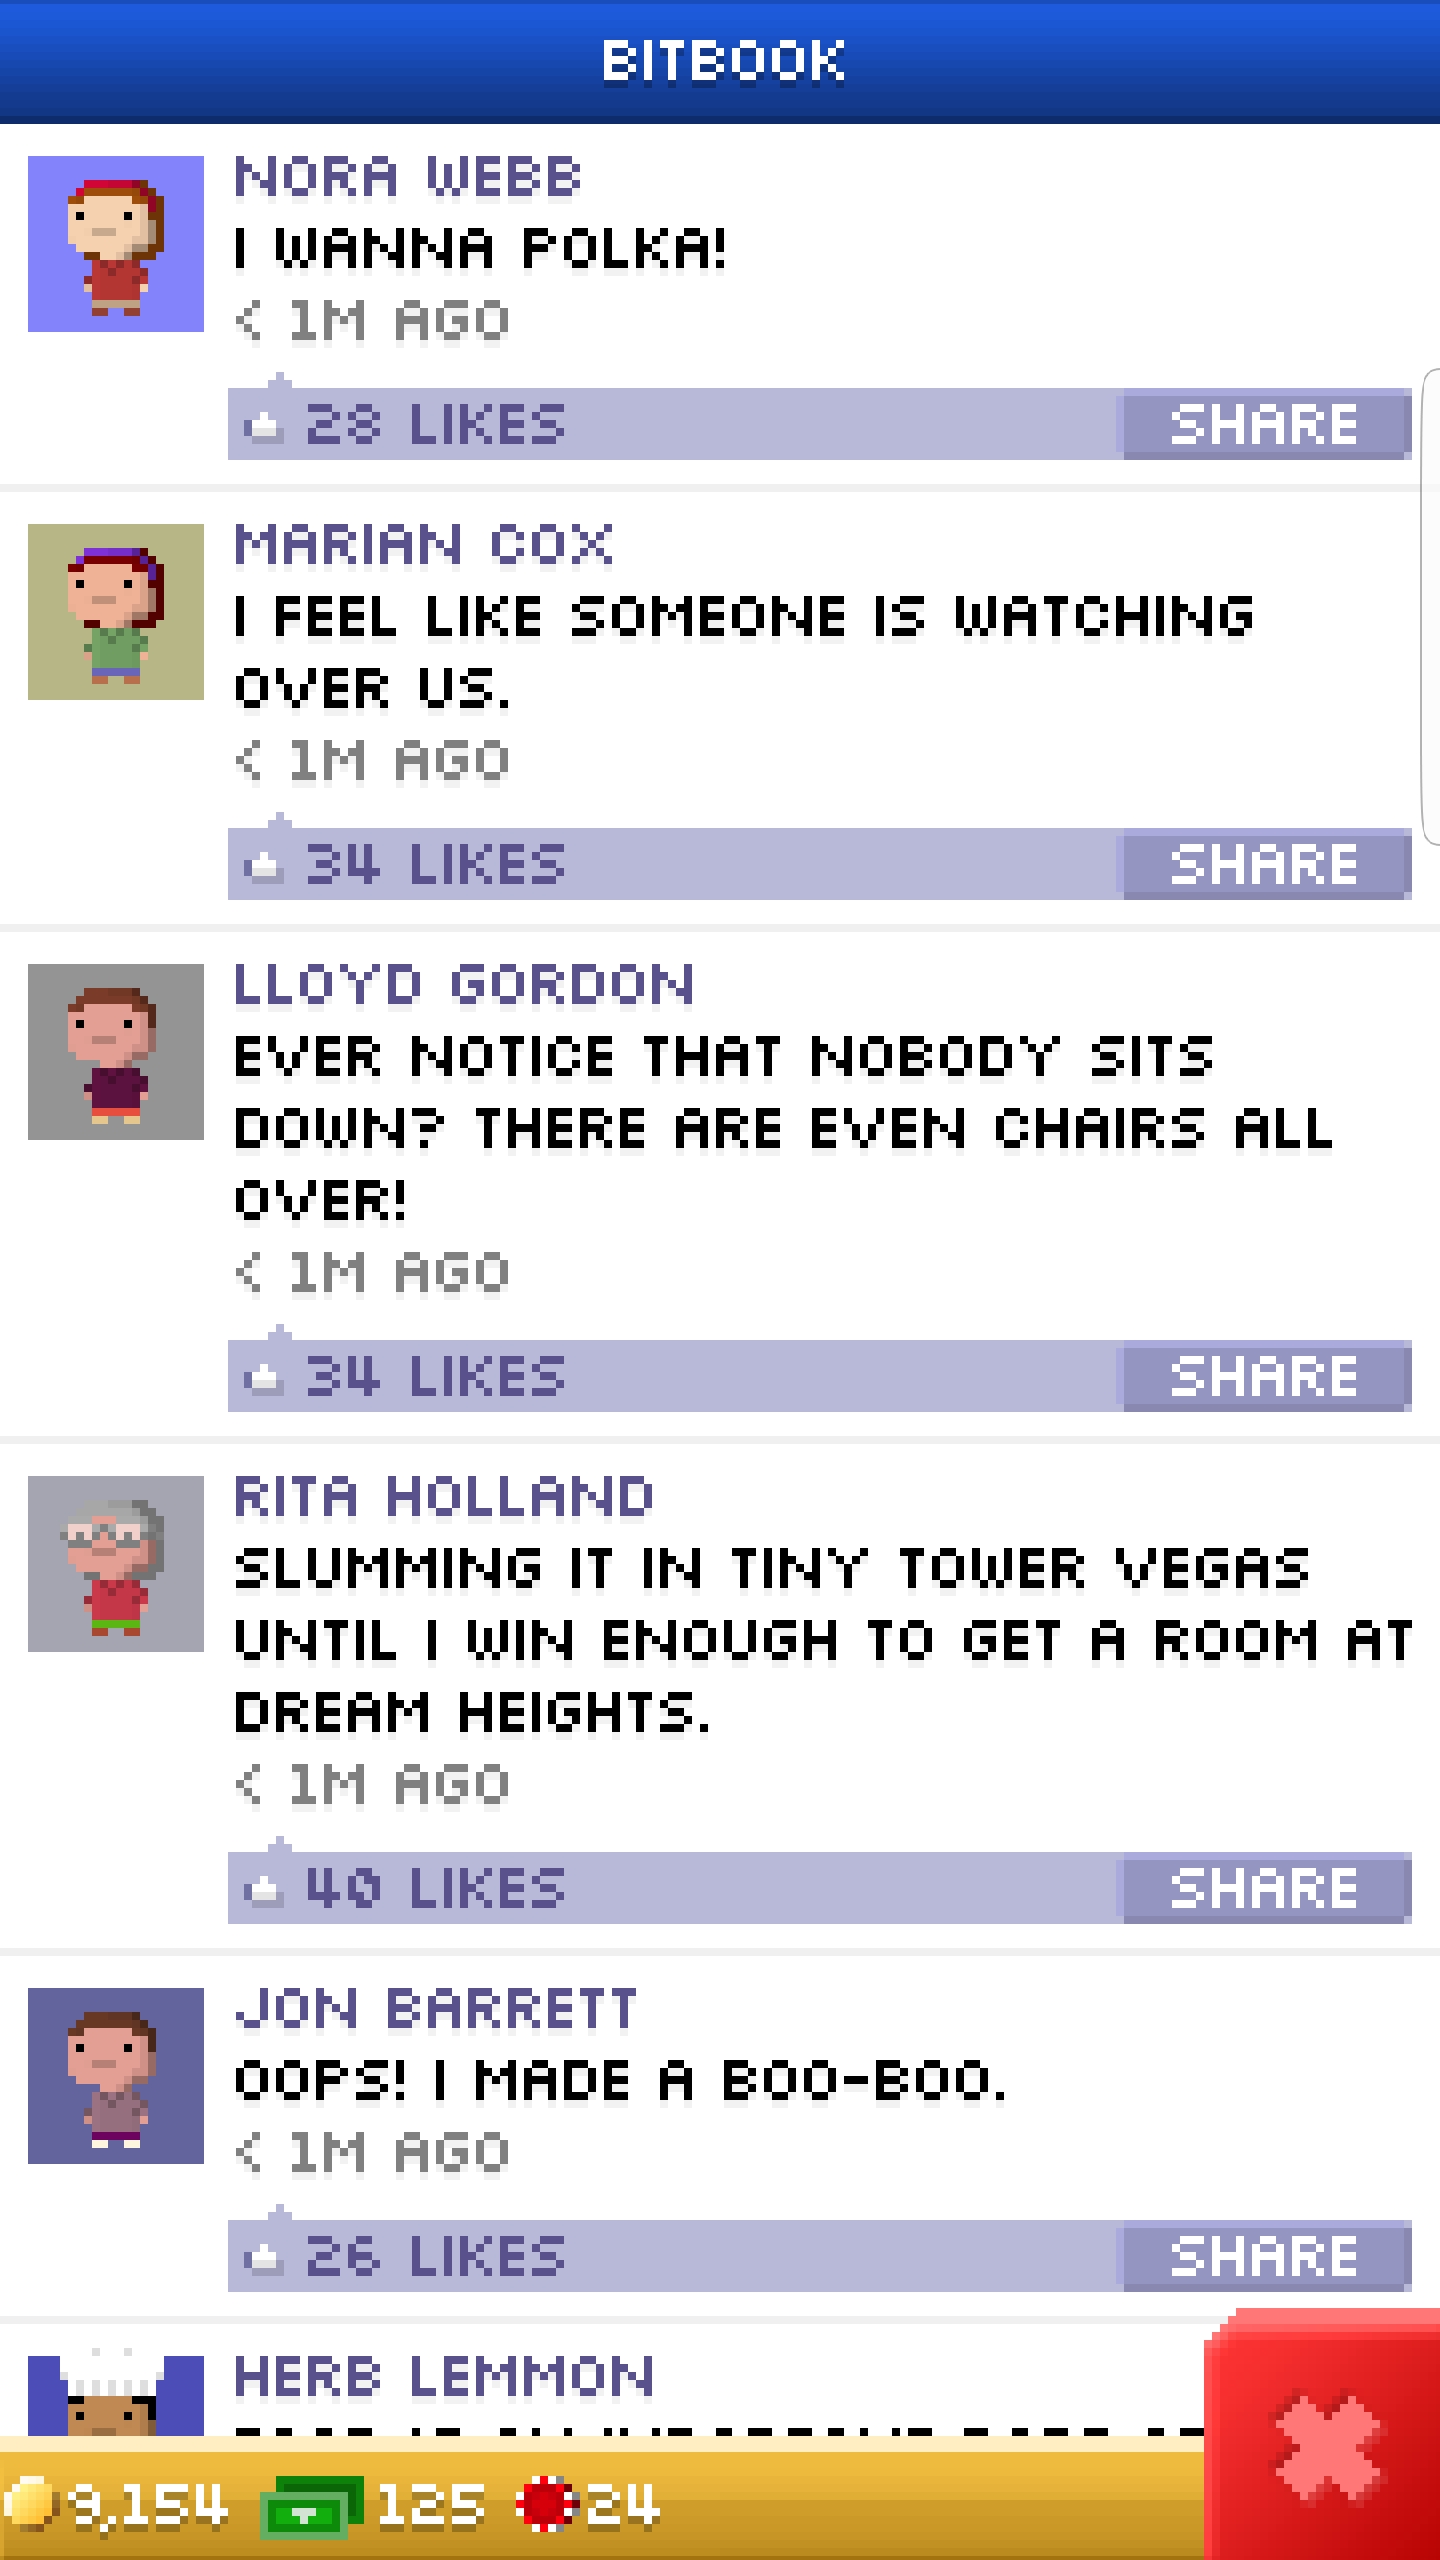 BITBOOK
NORA WEBB
I WANNA POLKA!
< 1M AGO
28 LIKES
SHARE
MARIAN COX
I FEEL LIKE SOMEONE IS WATCHING
OVER US.
< 1M AGO
34 LIKES
SHARE
LLOYD GORDON
EVER NOTICE THAT NOBODY SITS
DOWN? THERE ARE EVEN CHAIRS ALL
OVER!
< 1M AGO
34 LIKES
SHARE
RITA HOLLAND
SLUMMING IT IN TINY TOWER VEGAS
UNTIL I WIN ENOUGH TO GET A ROOM AT
DREAM HEIGHTS.
< 1M AGO
40 LIKES
SHARE
JON BARRETT
OOPS! I MADE A BOO-BOO.
< 1M AGO
26 LIKES
SHARE
HERB LEMMON
9,154
125
24